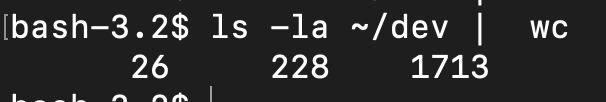 [bash-3.2$ ls -la ~/dev |  wc
      26     228    1713